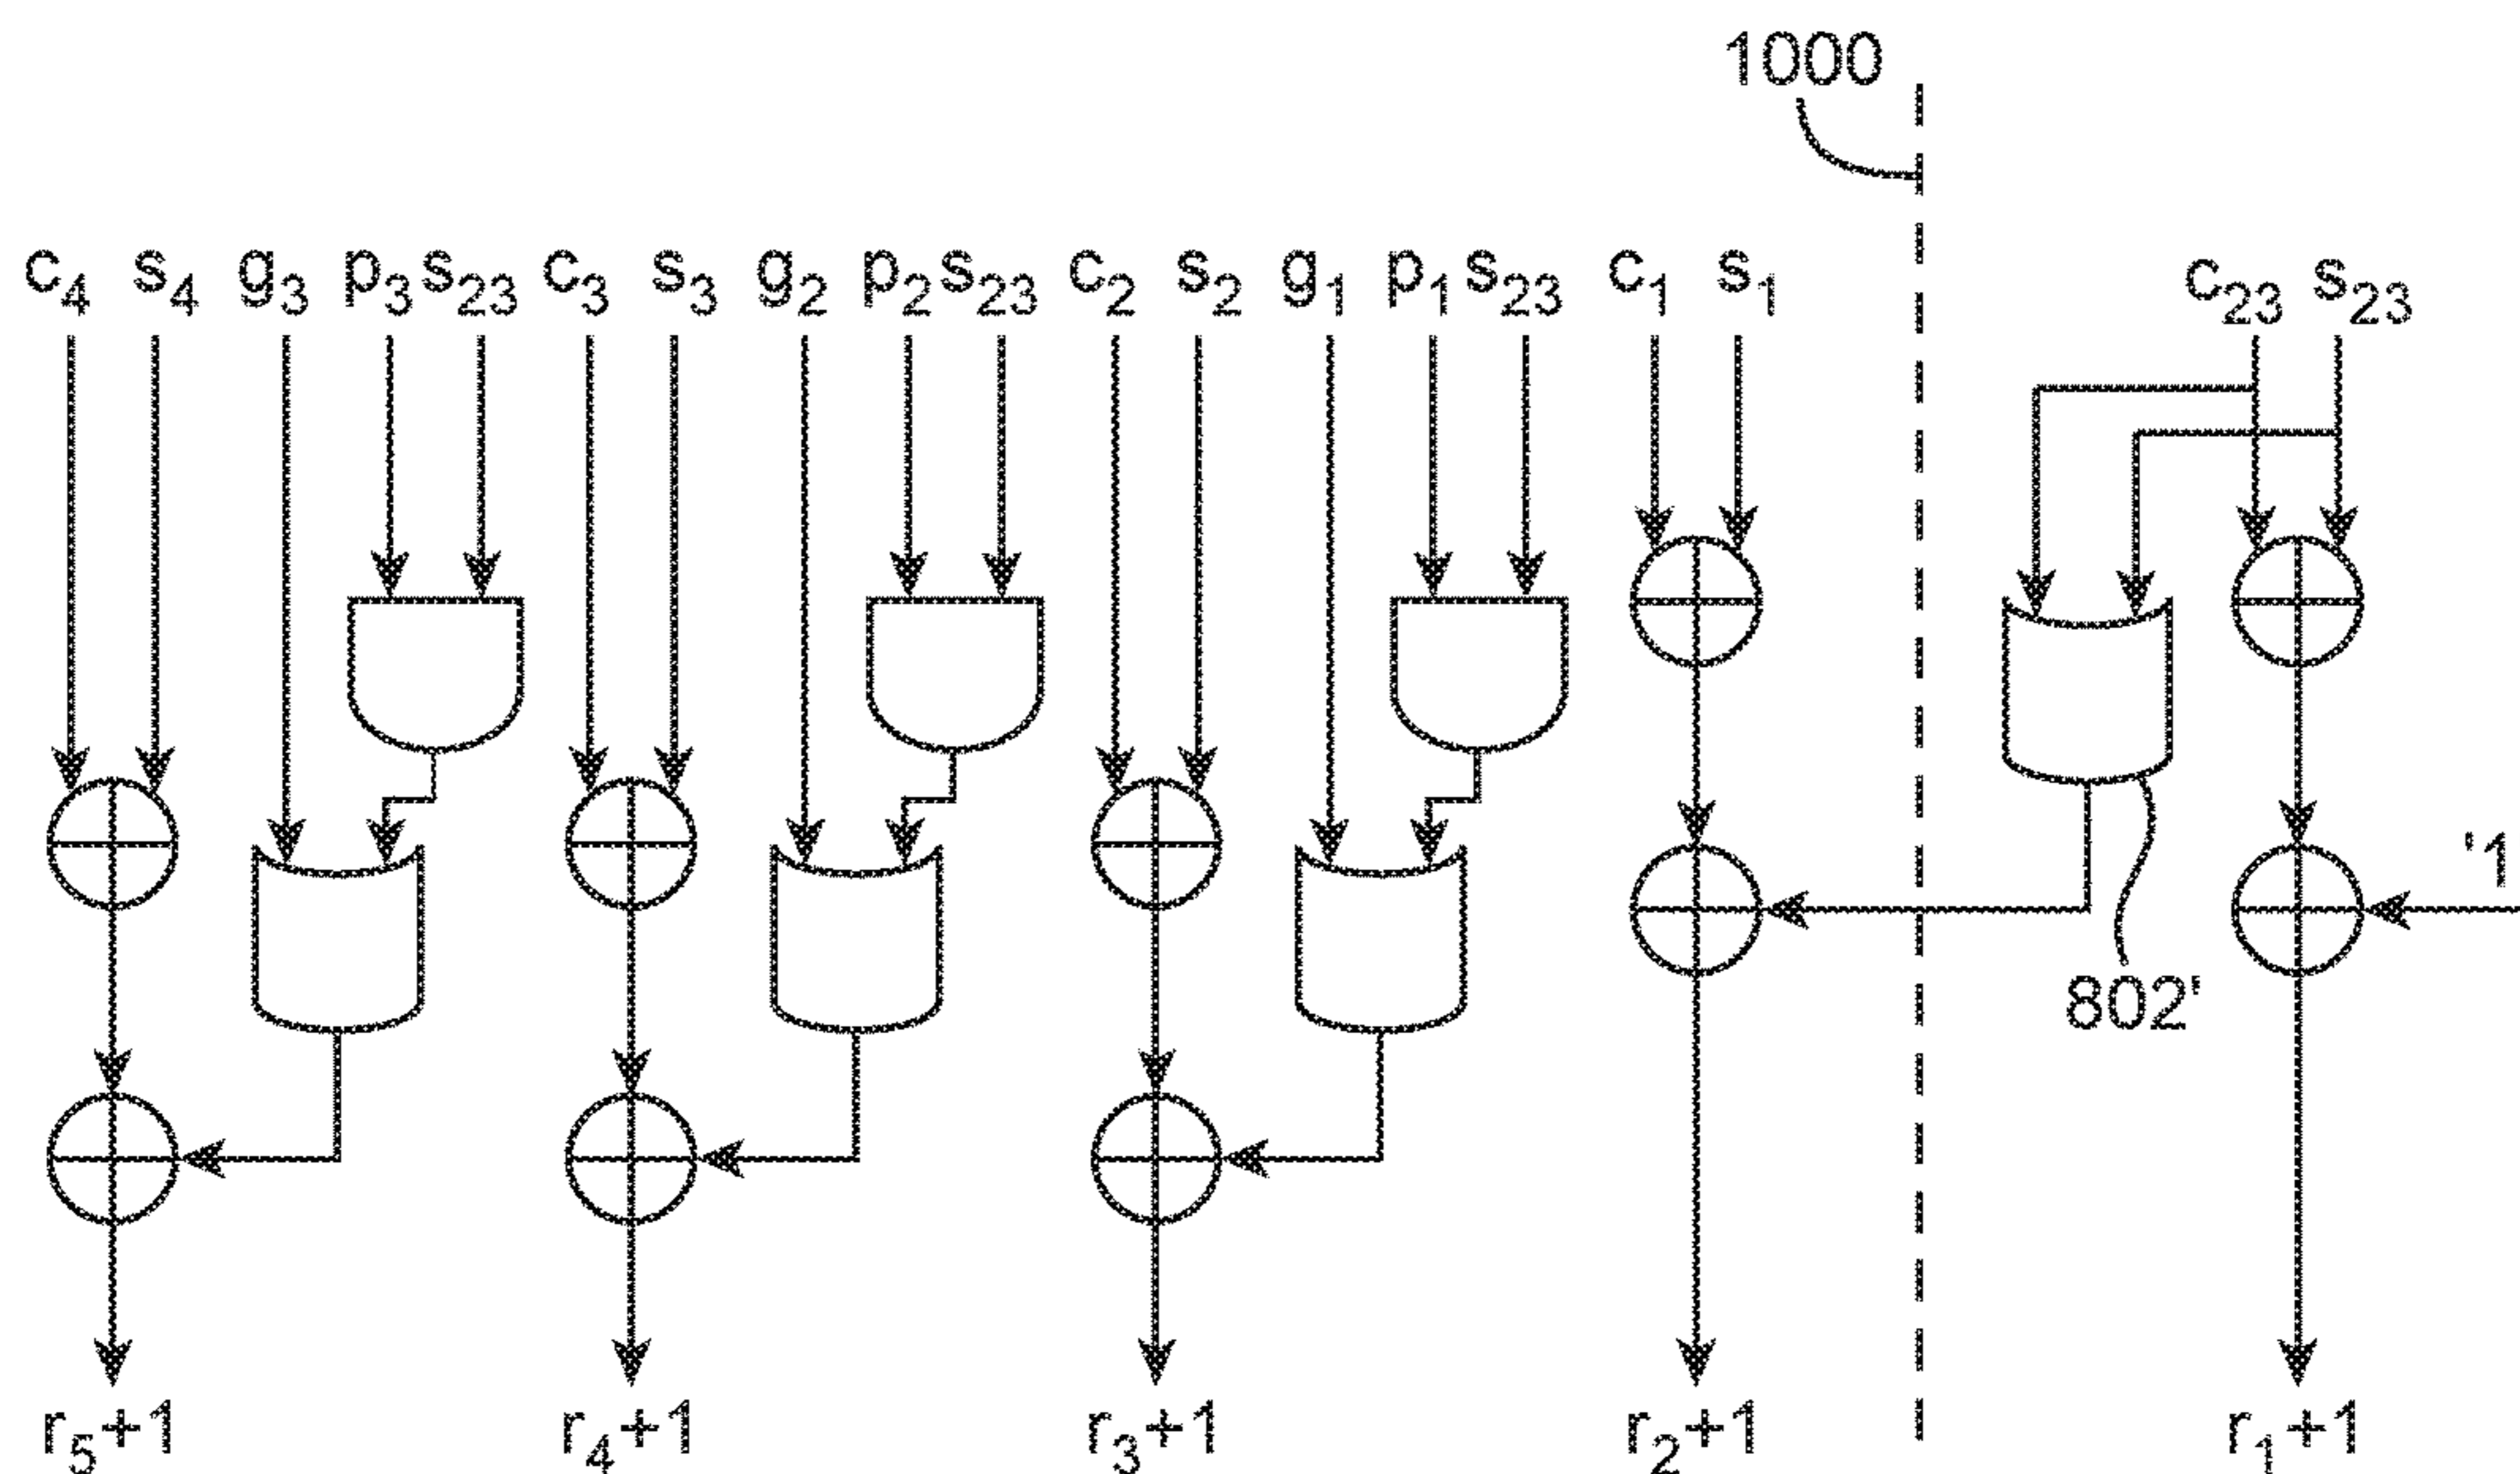 1000
c4 s4 g3 p3 s23 c3 s3 g2 p2 s23 c2 s2 g1 p1 s23 c1 s1 c23 s23
'1
802'
r5+1 r4+1 r3+1 r2+1 r1+1